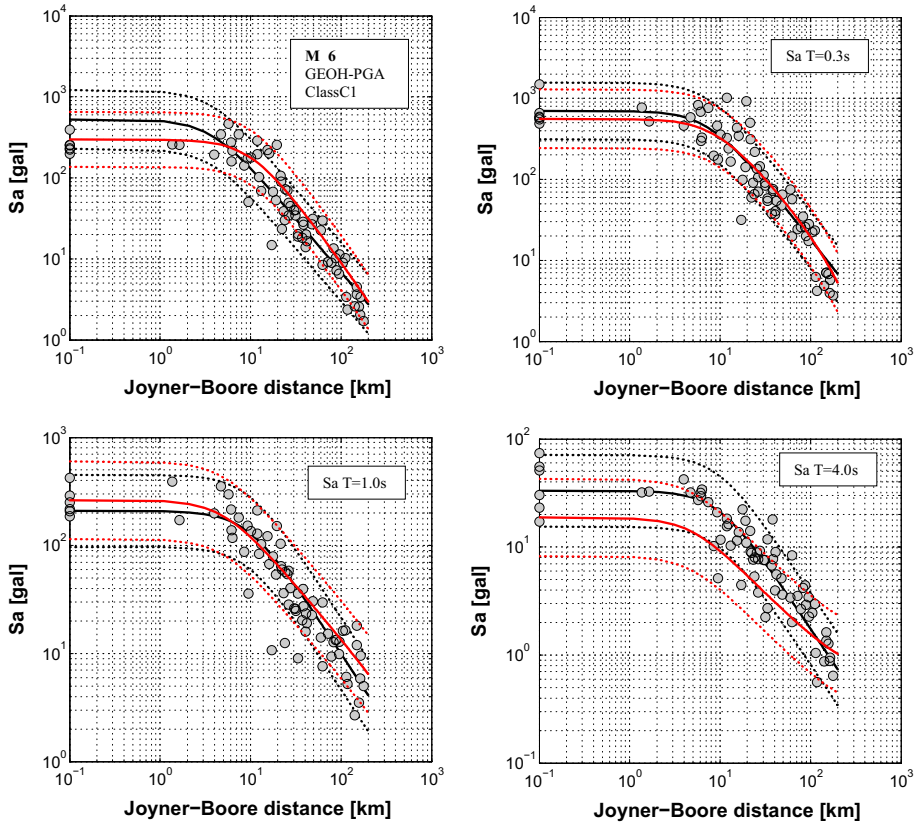 10^4
10^3
10^2
10^1
10^0
Sa [gal]
M 6
GEOH-PGA
ClassC1
10^-1 10^0 10^1 10^2 10^3
Joyner-Boore distance [km]
10^4
10^3
10^2
10^1
10^0
Sa [gal]
Sa T=0.3s
10^-1 10^0 10^1 10^2 10^3
Joyner-Boore distance [km]
10^3
10^2
10^1
10^0
Sa [gal]
Sa T=1.0s
10^-1 10^0 10^1 10^2 10^3
Joyner-Boore distance [km]
10^2
10^1
10^0
10^-1
Sa [gal]
Sa T=4.0s
10^-1 10^0 10^1 10^2 10^3
Joyner-Boore distance [km]